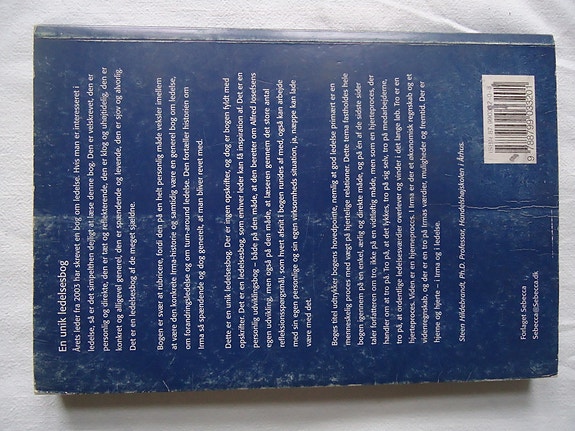 En unik ledelsesbog
Årets leder fra 2003 har skrevet en bog om ledelse. Hvis man er interesseret i
ledelse, så er det simpelthen dejligt at læse denne bog. Den er velskrevet, den er
personlig og direkte, den er tæt og reflekterende, den er klog og uhøjtidelig, den er
konkret og alligevel generel, den er spændende og levende, den er sjov og alvorlig.
Det er en ledelsesbog af de meget sjældne.
Bogen er svær at rubricere, fordi den på en helt personlig måde veksler imellem
at være den konkrete Irma-historie og samtidig være en generel bog om ledelse,
om forandringsledelse og om turn-around ledelse. Den fortæller historien om
Irma så spændende og dog generelt, at man bliver revet med.
Dette er en unik ledelsesbog. Der er ingen opskrifter, og dog er bogen fyldt med
opskrifter. Det er en ledelsesbog, som enhver leder kan få inspiration af. Det er en
personlig udviklingsbog - både på den måde, at den beretter om Alfred Josefsens
egen udvikling, men også på den måde, at læseren gennem det store antal
refleksionsspørgsmål, som hvert afsnit i bogen rundes af med, også kan arbejde
med sin egen personlige og sin egen virksomheds situation. Ja, næppe kan lade
være med det.
Bogens titel udtrykker bogens hovedpointe, nemlig at god ledelse primært er en
menneskelig proces med vægt på hjertelige relationer. Dette tema fastholdes hele
bogen igennem på en enkel, ærlig og direkte måde, og på én af de sidste sider
taler forfatteren om tro, ikke på en vidtløftig måde, men som en hjerteproces, der
handler om at tro på. Tro på, at det lykkes, tro på sig selv, tro på medarbejderne,
tro på, at ordentlige ledelsesværdier overlever og vinder i det lange løb. Tro er en
hjerteproces. Viden er en hjerneproces. I Irma er der et økonomisk regnskab og et
videnregnskab, og der er en tro på Irmas værdier, muligheder og fremtid. Der er
hjerne og hjerte – i Irma og i ledelse.
Steen Hildebrandt, Ph.D. Professor, Handelshøjskolen i Århus.
Forlaget Sebecca
Sebecca@Sebecca.dk